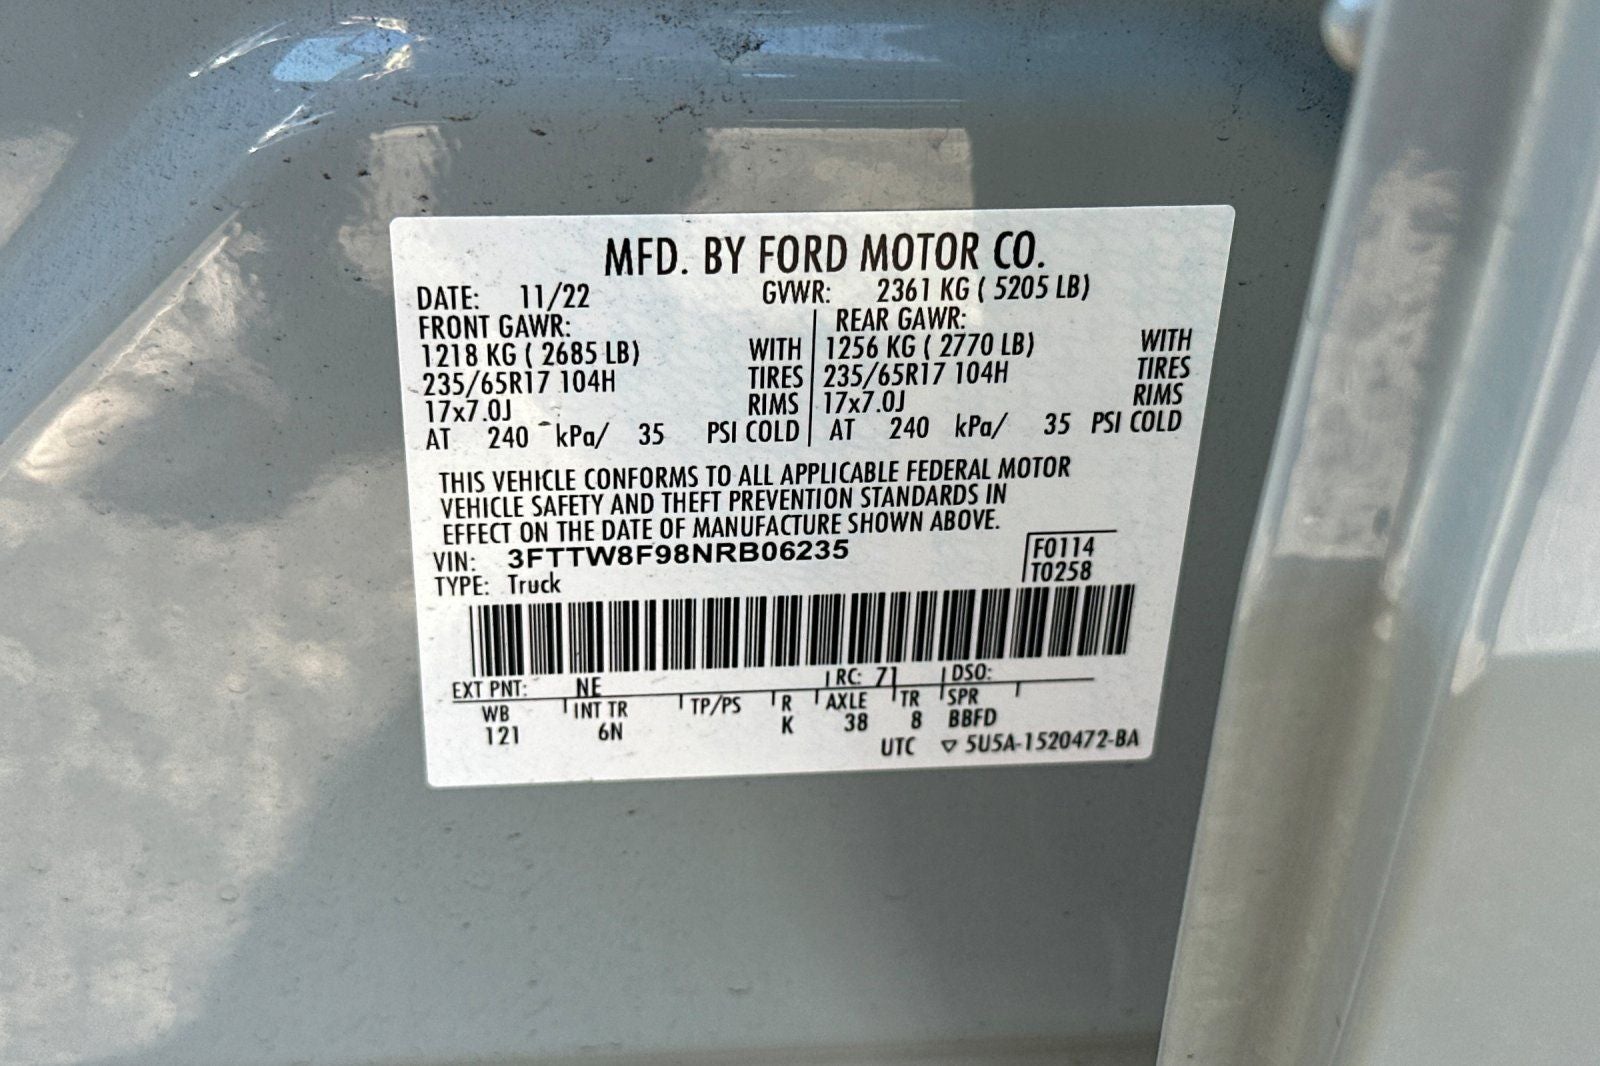 MFD. BY FORD MOTOR CO.
DATE: 11/22 GVWR: 2361 KG ( 5205 LB)
FRONT GAWR: REAR GAWR:
1218 KG ( 2685 LB) WITH 1256 KG ( 2770 LB) WITH
235/65R17 104H TIRES 235/65R17 104H TIRES
17x7.0J RIMS 17x7.0J RIMS
AT 240 kPa/ 35 PSI COLD AT 240 kPa/ 35 PSI COLD
THIS VEHICLE CONFORMS TO ALL APPLICABLE FEDERAL MOTOR
VEHICLE SAFETY AND THEFT PREVENTION STANDARDS IN
EFFECT ON THE DATE OF MANUFACTURE SHOWN ABOVE.
VIN: 3FTTW8F98NRB06235 F0114
TYPE: Truck T0258
EXT PNT: NE RC: 71 DSO:
WB INT TR TP/PS R AXLE TR SPR
121 6N K 38 8 BBFD
UTC ▽ 5U5A-1520472-BA